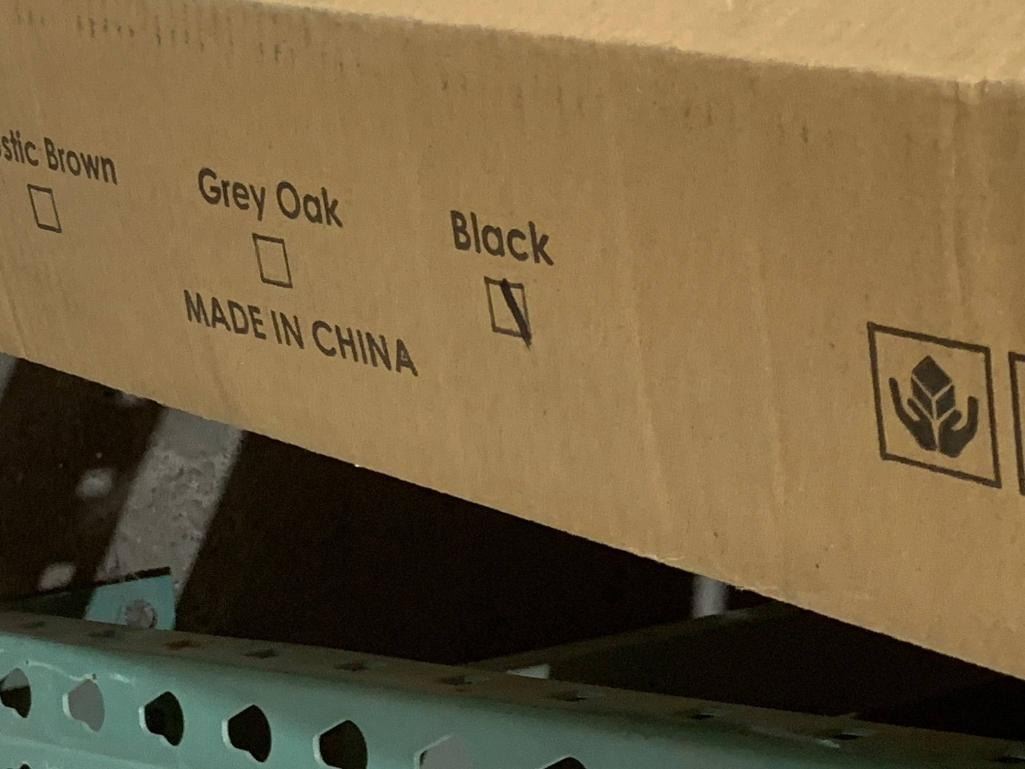 stic Brown
Grey Oak
Black
MADE IN CHINA